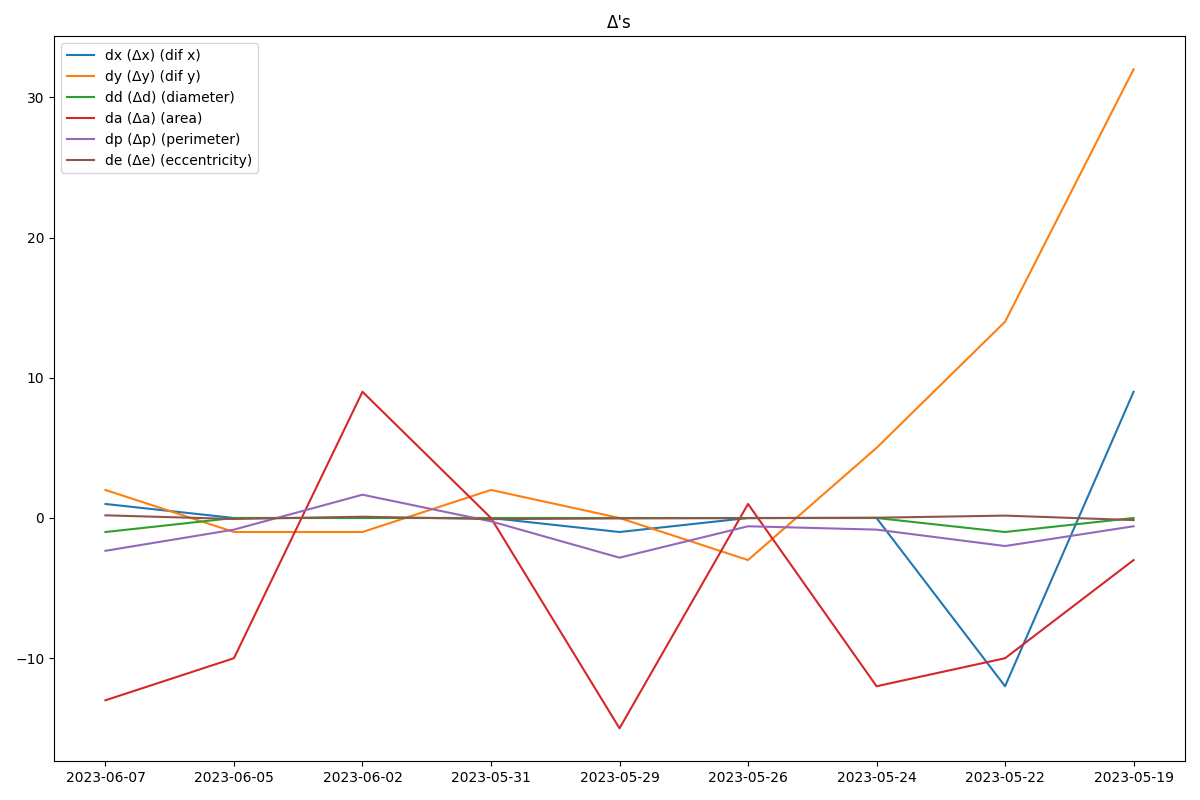 Δ's
dx (Δx) (dif x)
dy (Δy) (dif y)
dd (Δd) (diameter)
da (Δa) (area)
dp (Δp) (perimeter)
de (Δe) (eccentricity)
30
20
10
0
−10
2023-06-07 2023-06-05 2023-06-02 2023-05-31 2023-05-29 2023-05-26 2023-05-24 2023-05-22 2023-05-19